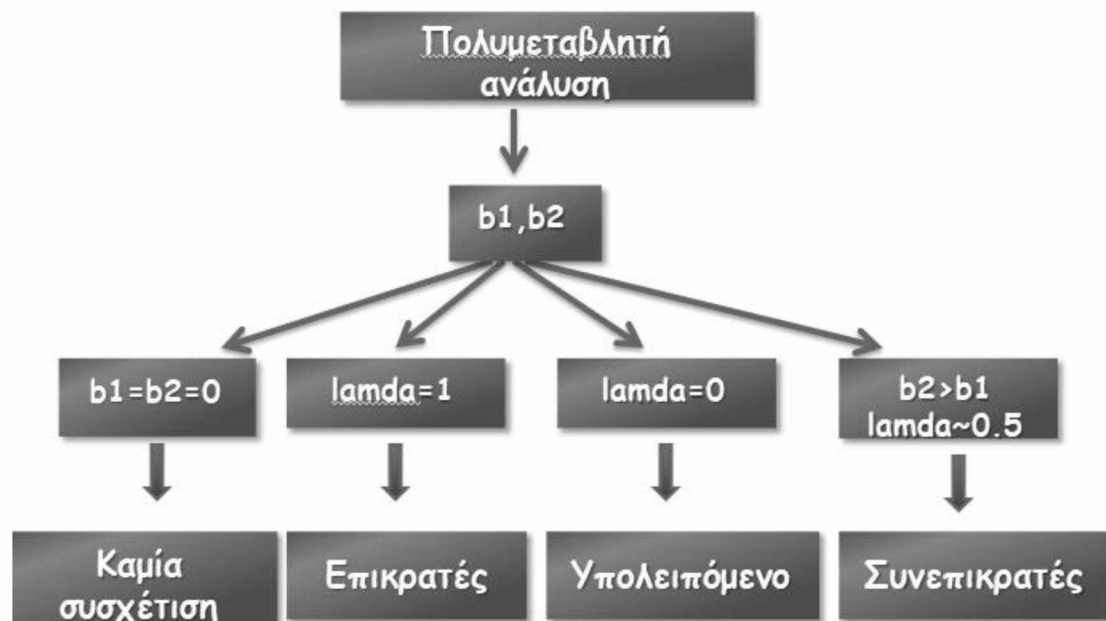 Πολυμεταβλητή
ανάλυση
b1,b2
b1=b2=0
lamda=1
lamda=0
b2>b1
lamda~0.5
Καμία
συσχέτιση
Επικρατές
Υπολειπόμενο
Συνεπικρατές